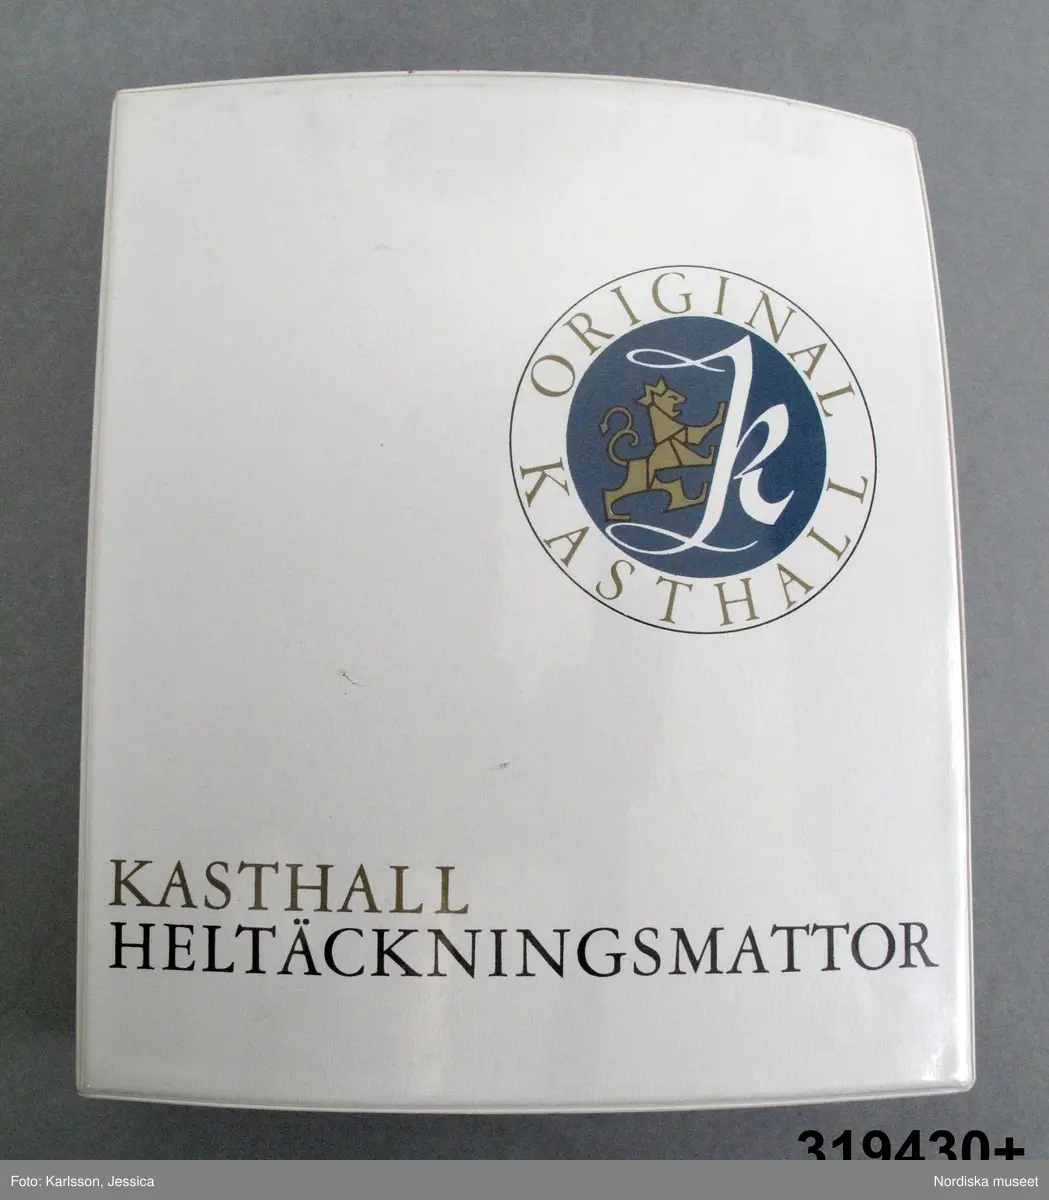 ORIGINAL
k
KASTHALL
KASTHALL
HELTÄCKNINGSMATTOR
319430+
Foto: Karlsson, Jessica
Nordiska museet